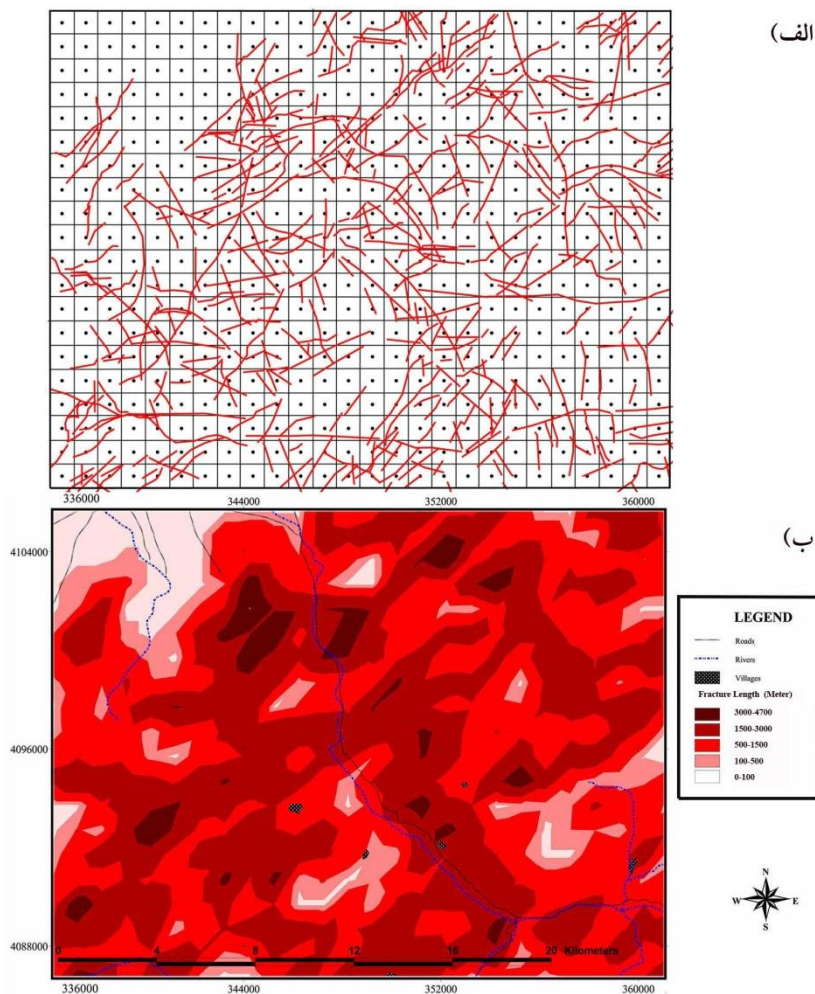 الف)
336000 344000 352000 360000
ب)
4104000
4096000
4088000
LEGEND
Roads
Rivers
Villages
Fracture Length (Meter)
3000-4700
1500-3000
500-1500
100-500
0-100
N
W E
S
0 4 8 12 16 20 Kilometers
336000 344000 352000 360000